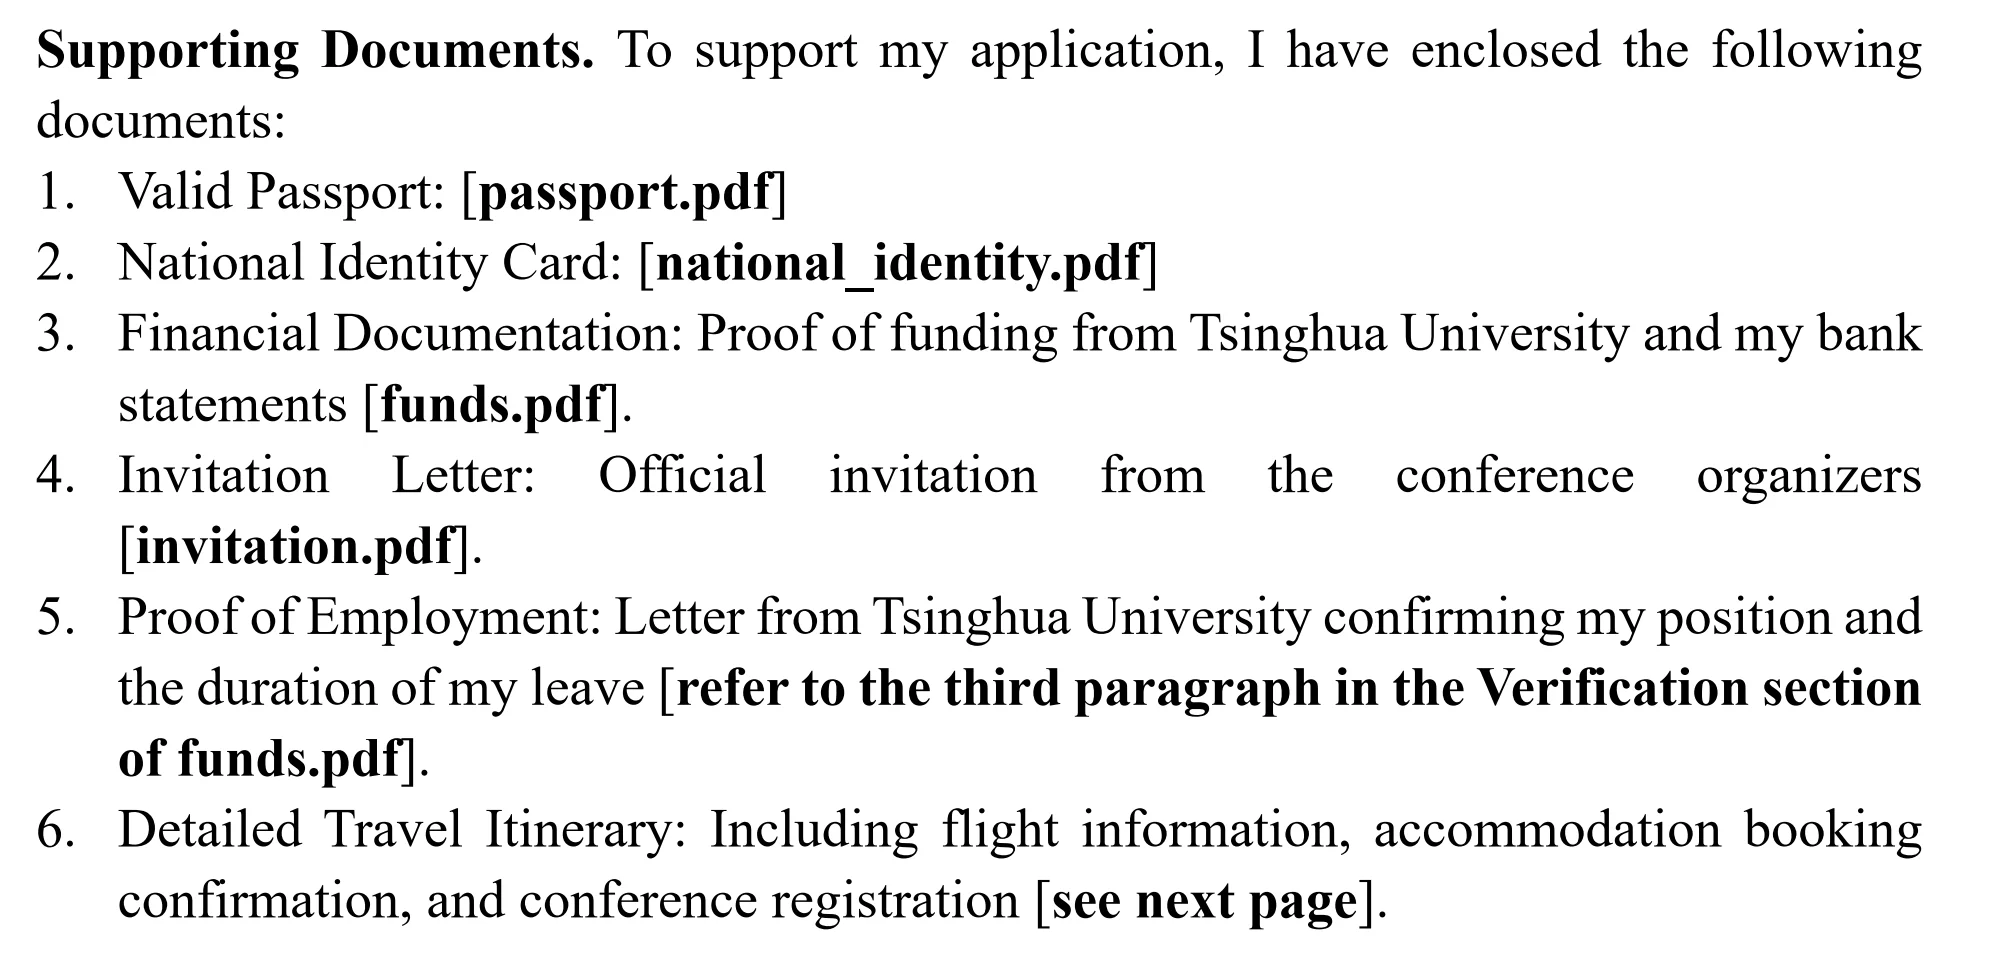 Supporting Documents. To support my application, I have enclosed the following
documents:
1. Valid Passport: [passport.pdf]
2. National Identity Card: [national_identity.pdf]
3. Financial Documentation: Proof of funding from Tsinghua University and my bank
statements [funds.pdf].
4. Invitation Letter: Official invitation from the conference organizers
[invitation.pdf].
5. Proof of Employment: Letter from Tsinghua University confirming my position and
the duration of my leave [refer to the third paragraph in the Verification section
of funds.pdf].
6. Detailed Travel Itinerary: Including flight information, accommodation booking
confirmation, and conference registration [see next page].